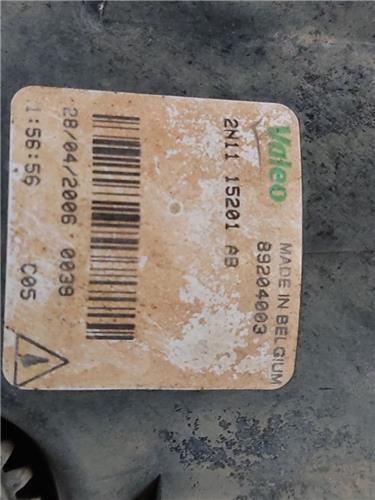 Valeo
MADE IN BELGIUM
89204003
2N11 15201 AB
28/04/2006 0039
1:56:56 C05